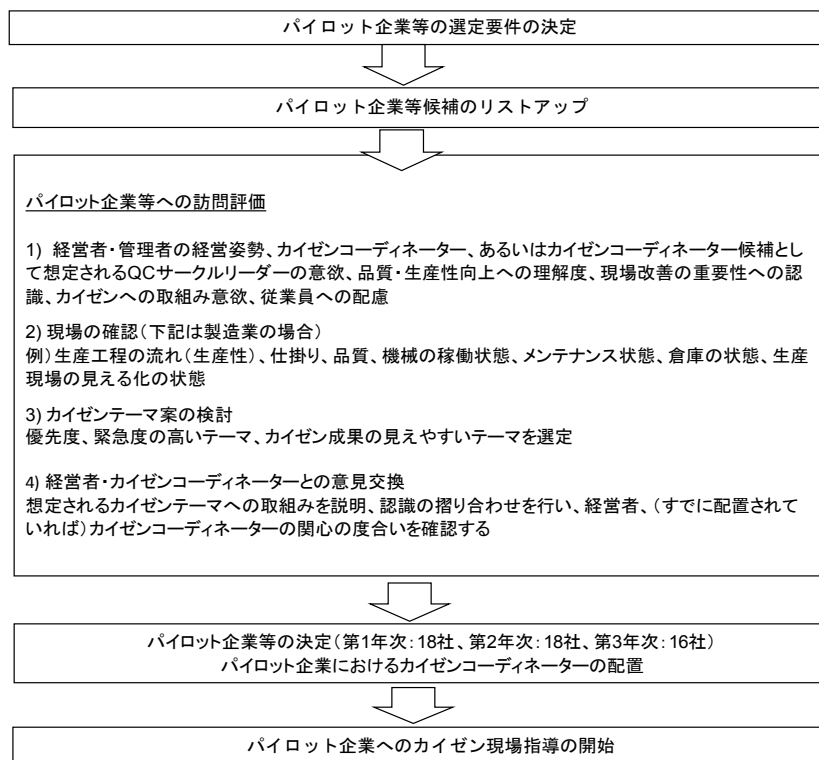 パイロット企業等の選定要件の決定
パイロット企業等候補のリストアップ
パイロット企業等への訪問評価
1) 経営者・管理者の経営姿勢、カイゼンコーディネーター、あるいはカイゼンコーディネーター候補とし
て想定されるQCサークルリーダーの意欲、品質・生産性向上への理解度、現場改善の重要性への認
識、カイゼンへの取組み意欲、従業員への配慮
2) 現場の確認（下記は製造業の場合）
例）生産工程の流れ（生産性）、仕掛り、品質、機械の稼働状態、メンテナンス状態、倉庫の状態、生産
現場の見える化の状態
3) カイゼンテーマ案の検討
優先度、緊急度の高いテーマ、カイゼン成果の見えやすいテーマを選定
4) 経営者・カイゼンコーディネーターとの意見交換
想定されるカイゼンテーマへの取組みを説明、認識の摺り合わせを行い、経営者、（すでに配置されて
いれば）カイゼンコーディネーターの関心の度合いを確認する
パイロット企業等の決定（第1年次：18社、第2年次：18社、第3年次：16社）
パイロット企業におけるカイゼンコーディネーターの配置
パイロット企業へのカイゼン現場指導の開始